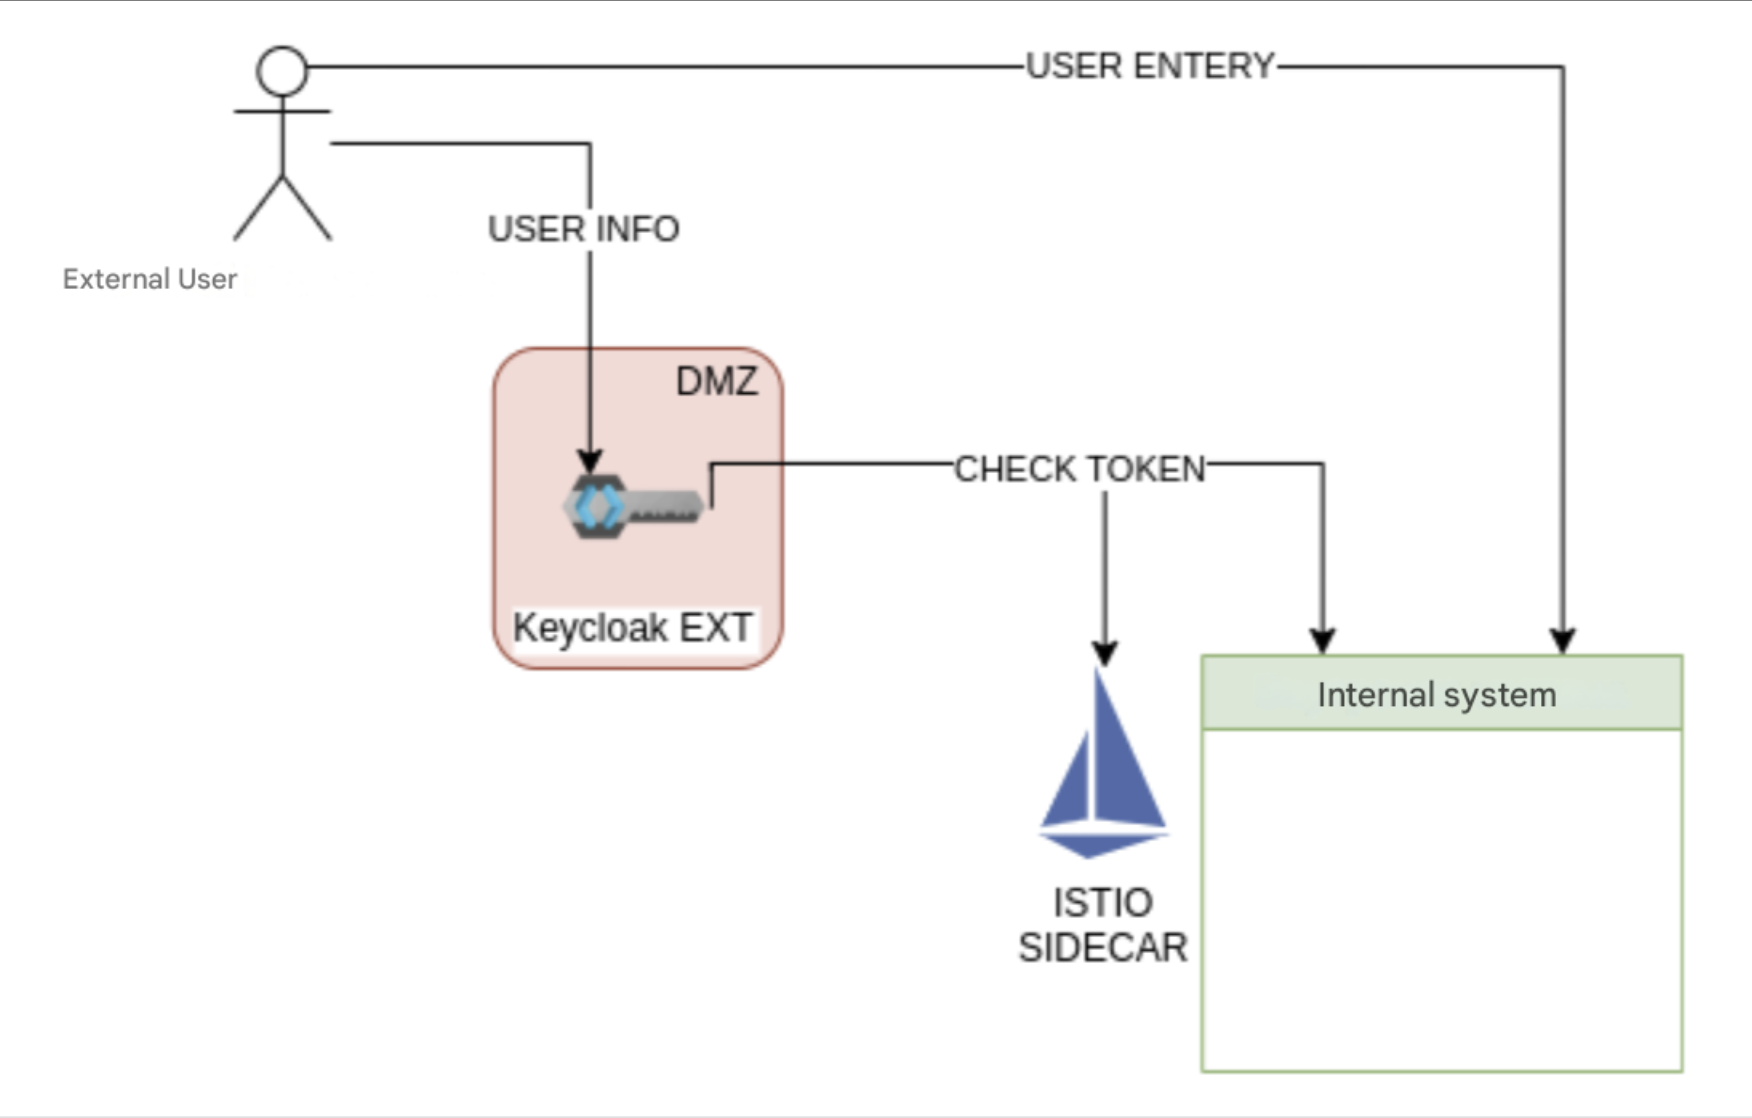 USER ENTERY
USER INFO
External User
DMZ
CHECK TOKEN
Keycloak EXT
Internal system
ISTIO
SIDECAR